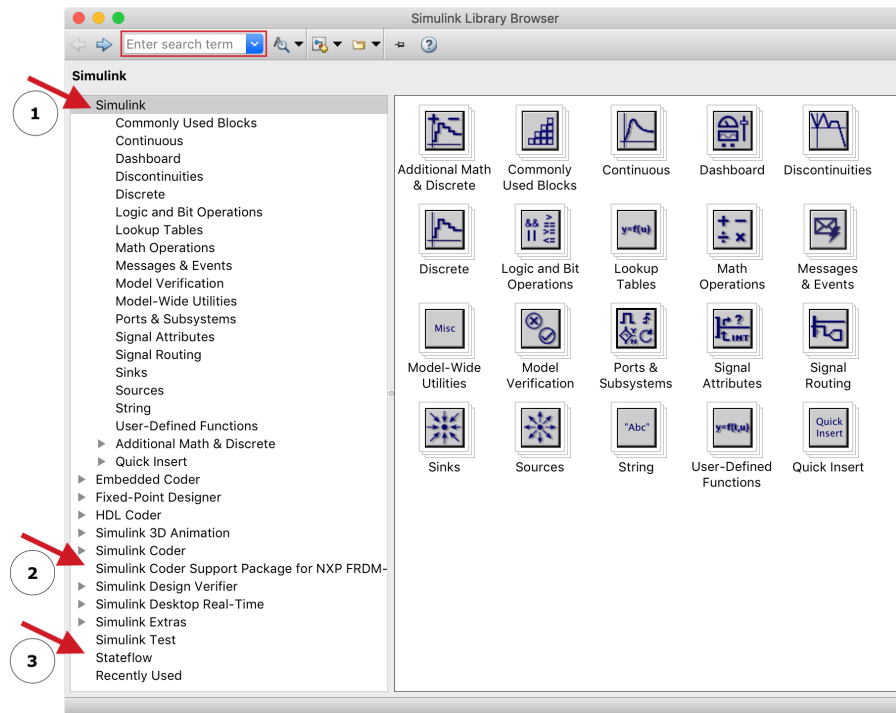 Simulink Library Browser
Enter search term
Simulink
1
Simulink
Commonly Used Blocks
Continuous
Dashboard
Discontinuities
Discrete
Logic and Bit Operations
Lookup Tables
Math Operations
Messages & Events
Model Verification
Model-Wide Utilities
Ports & Subsystems
Signal Attributes
Signal Routing
Sinks
Sources
String
User-Defined Functions
Additional Math & Discrete
Quick Insert
Embedded Coder
Fixed-Point Designer
HDL Coder
Simulink 3D Animation
Simulink Coder
2
Simulink Coder Support Package for NXP FRDM-
Simulink Design Verifier
Simulink Desktop Real-Time
Simulink Extras
Simulink Test
3
Stateflow
Recently Used
Additional Math
& Discrete
Commonly
Used Blocks
Continuous
Dashboard
Discontinuities
Discrete
&& >
|| ==
<=
Logic and Bit
Operations
y=f(u)
Lookup
Tables
+ −
÷ ×
Math
Operations
Messages
& Events
Misc
Model-Wide
Utilities
Model
Verification
Y
N
Ports &
Subsystems
?
INT
Signal
Attributes
Signal
Routing
Sinks
Sources
"Abc"
String
y=f(t,u)
User-Defined
Functions
Quick
Insert
Quick Insert